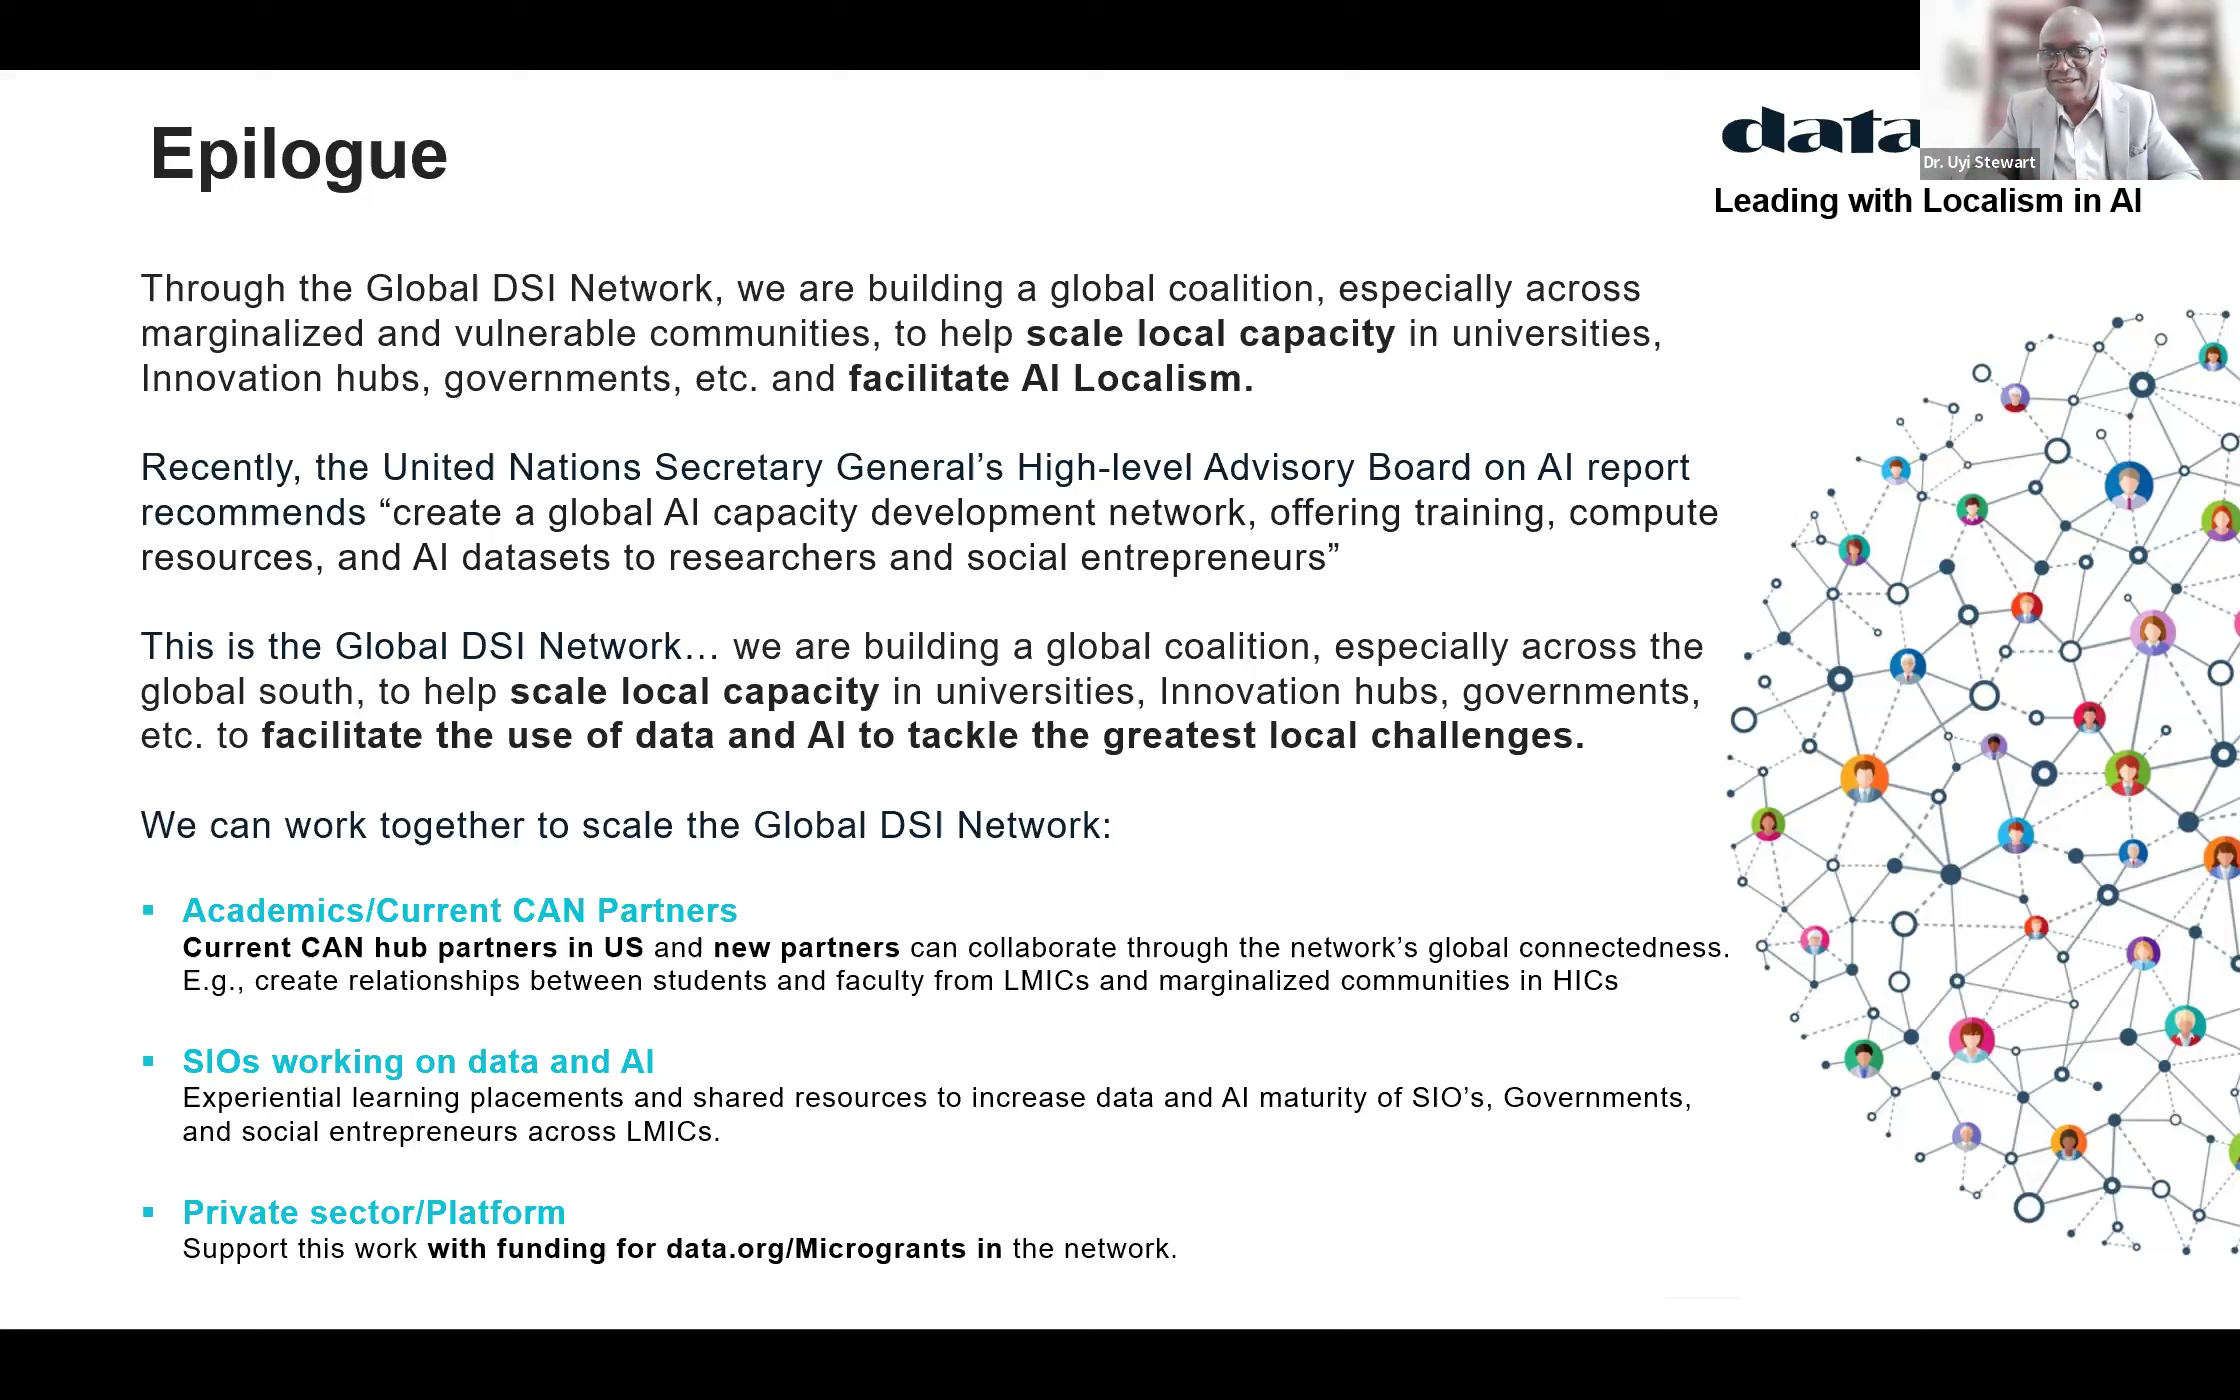 Epilogue
data
Dr. Uyi Stewart
Leading with Localism in AI
Through the Global DSI Network, we are building a global coalition, especially across
marginalized and vulnerable communities, to help scale local capacity in universities,
Innovation hubs, governments, etc. and facilitate AI Localism.
Recently, the United Nations Secretary General’s High-level Advisory Board on AI report
recommends “create a global AI capacity development network, offering training, compute
resources, and AI datasets to researchers and social entrepreneurs”
This is the Global DSI Network… we are building a global coalition, especially across the
global south, to help scale local capacity in universities, Innovation hubs, governments,
etc. to facilitate the use of data and AI to tackle the greatest local challenges.
We can work together to scale the Global DSI Network:
▪ Academics/Current CAN Partners
Current CAN hub partners in US and new partners can collaborate through the network’s global connectedness.
E.g., create relationships between students and faculty from LMICs and marginalized communities in HICs
▪ SIOs working on data and AI
Experiential learning placements and shared resources to increase data and AI maturity of SIO’s, Governments,
and social entrepreneurs across LMICs.
▪ Private sector/Platform
Support this work with funding for data.org/Microgrants in the network.